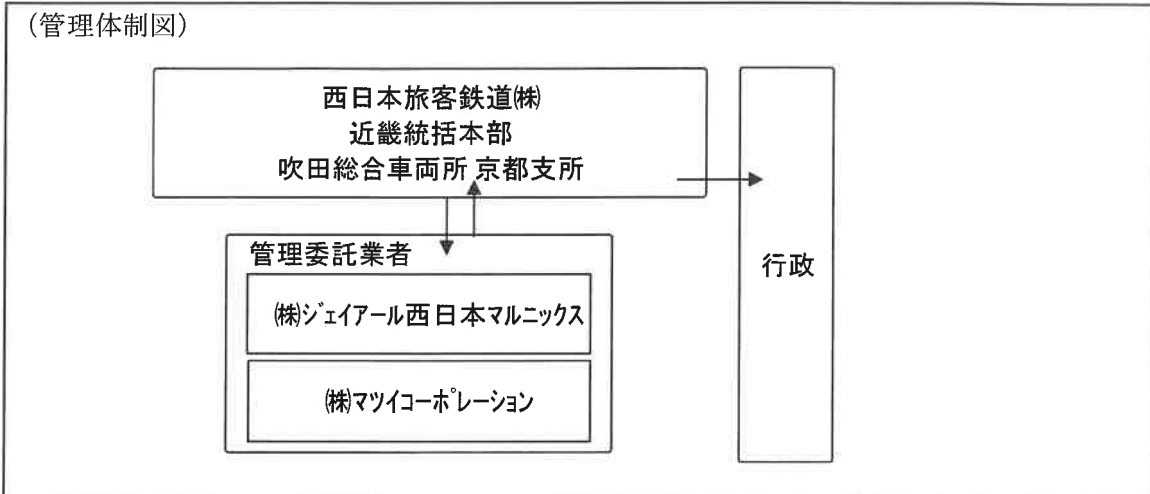 （管理体制図）
西日本旅客鉄道㈱
近畿統括本部
吹田総合車両所 京都支所
管理委託業者
㈱ｼﾞｪｲｱｰﾙ西日本マルニックス
㈱マツイコーﾎﾟレーション
行政